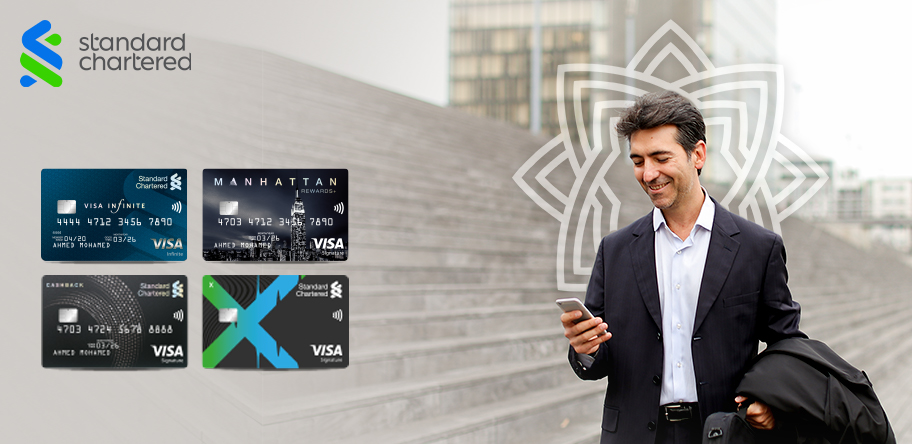 standard
chartered
Standard
Chartered
VISA INfiNITE
4444 4712 3456 7890
04/20 03/26
AHMED MOHAMED
VISA
Infinite
MANHATTAN
REWARDS+
4703 4712 3456 7890
03/26
AHMED MOHAMED
VISA
Signature
CASHBACK
Standard
Chartered
4703 4724 5678 8888
03/26
AHMED MOHAMED
VISA
Signature
X
Standard
Chartered
VISA
Signature